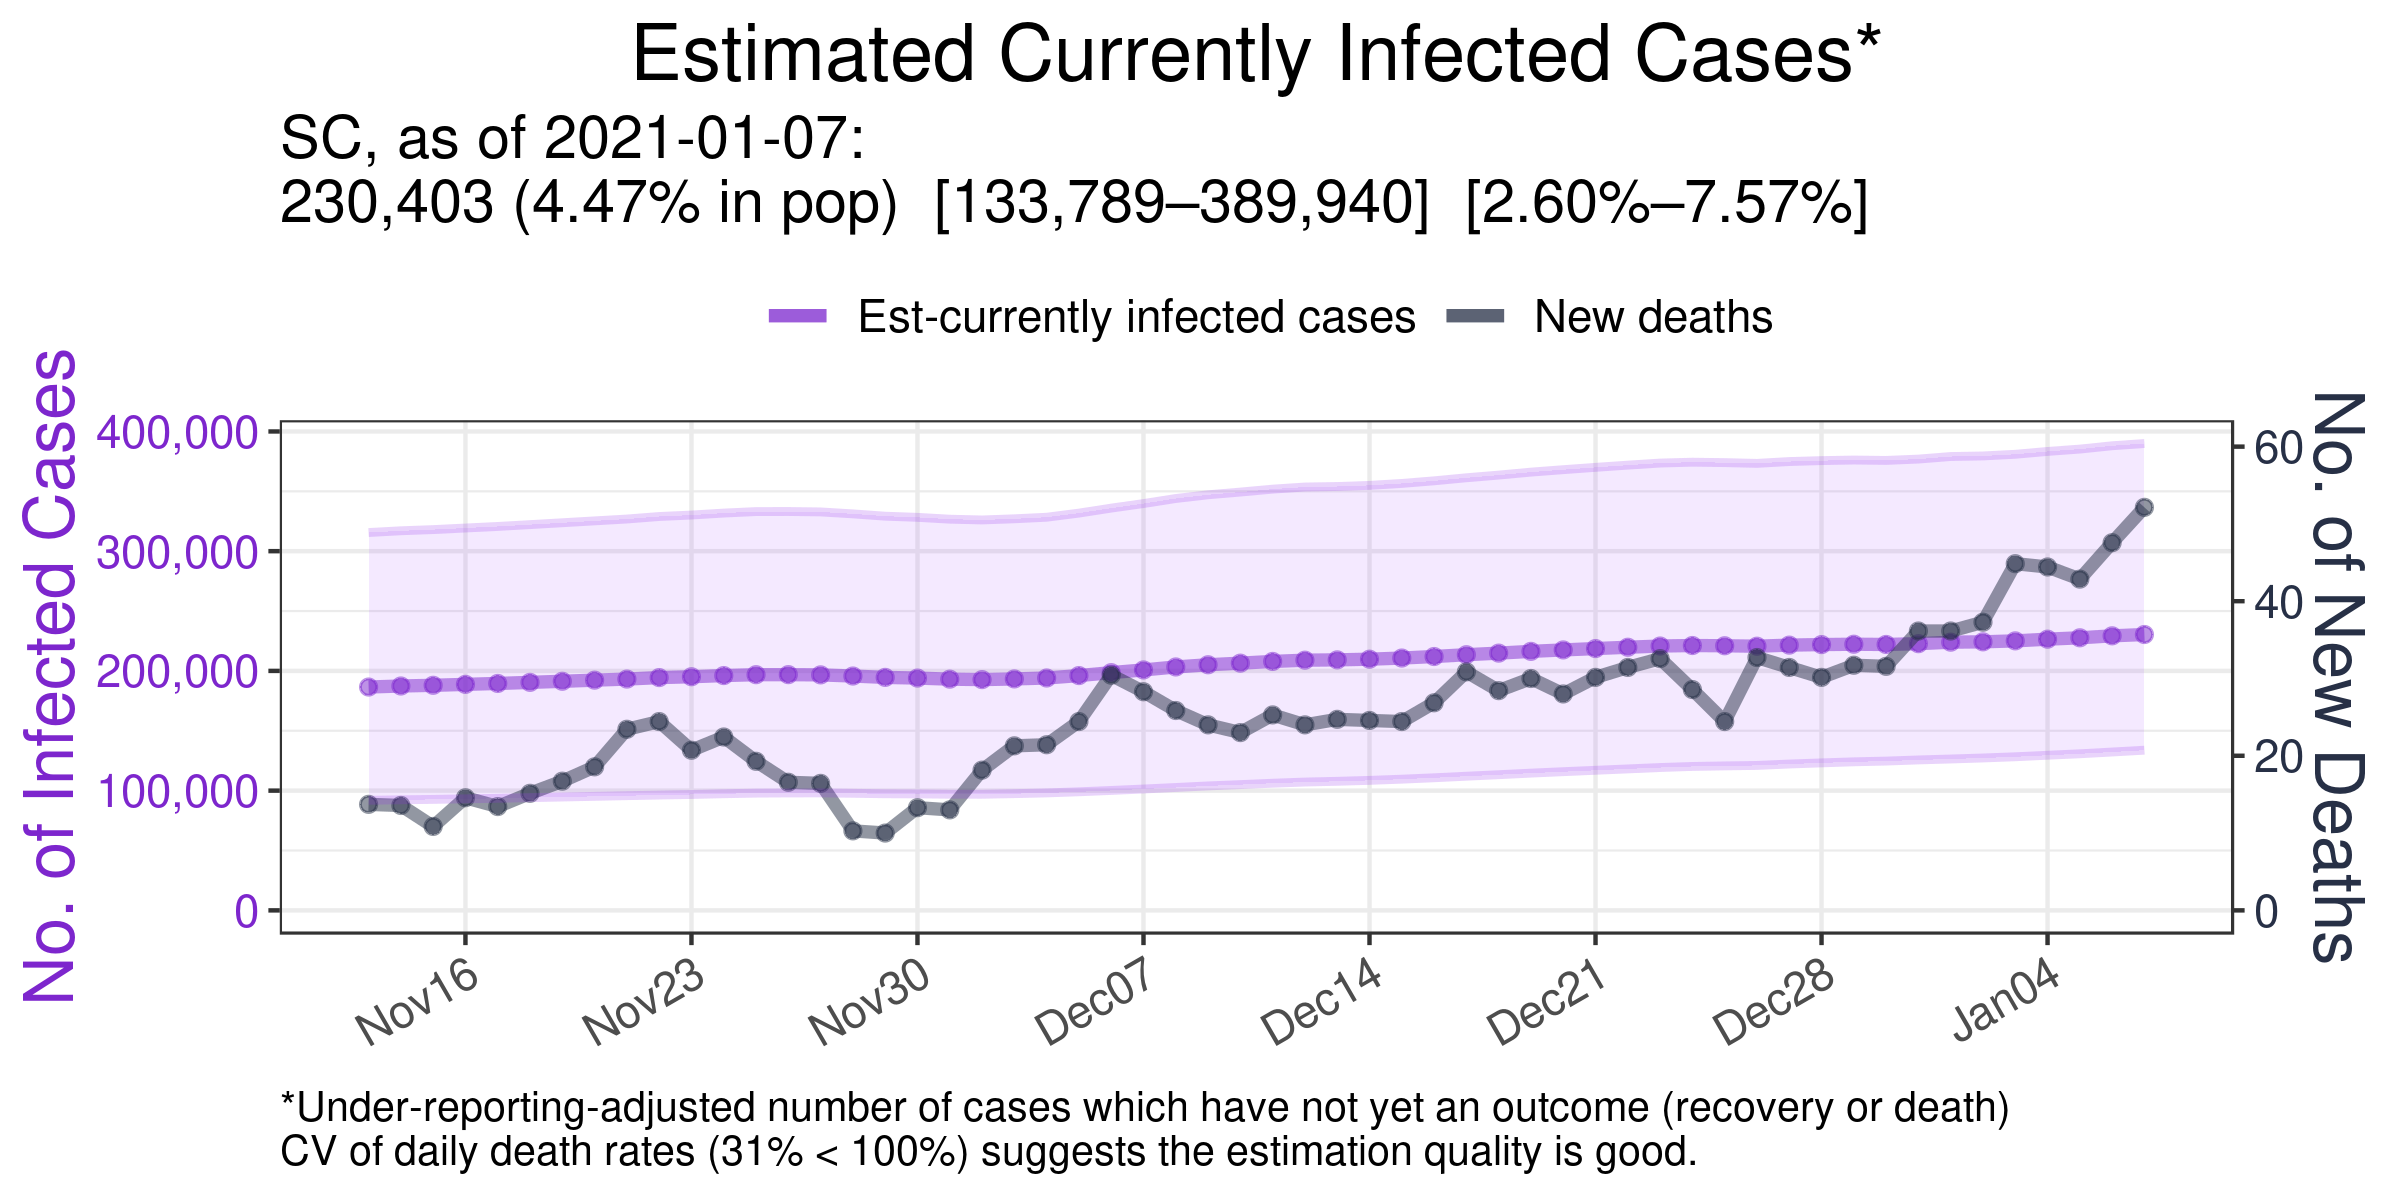 Estimated Currently Infected Cases*
SC, as of 2021-01-07:
230,403 (4.47% in pop)  [133,789–389,940]  [2.60%–7.57%]
Est-currently infected cases
New deaths
No. of Infected Cases
400,000
300,000
200,000
100,000
0
60
40
20
0
No. of New Deaths
Nov16
Nov23
Nov30
Dec07
Dec14
Dec21
Dec28
Jan04
*Under-reporting-adjusted number of cases which have not yet an outcome (recovery or death)
CV of daily death rates (31% < 100%) suggests the estimation quality is good.